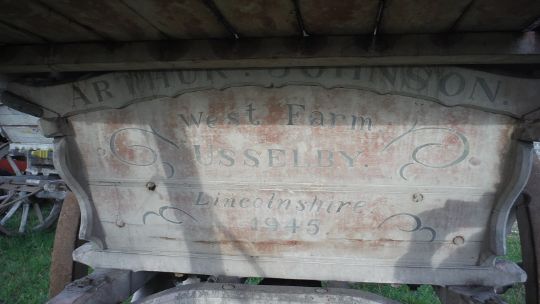 ARTHUR. JOHNSON.
West Farm
USSELBY.
Lincolnshire
1945